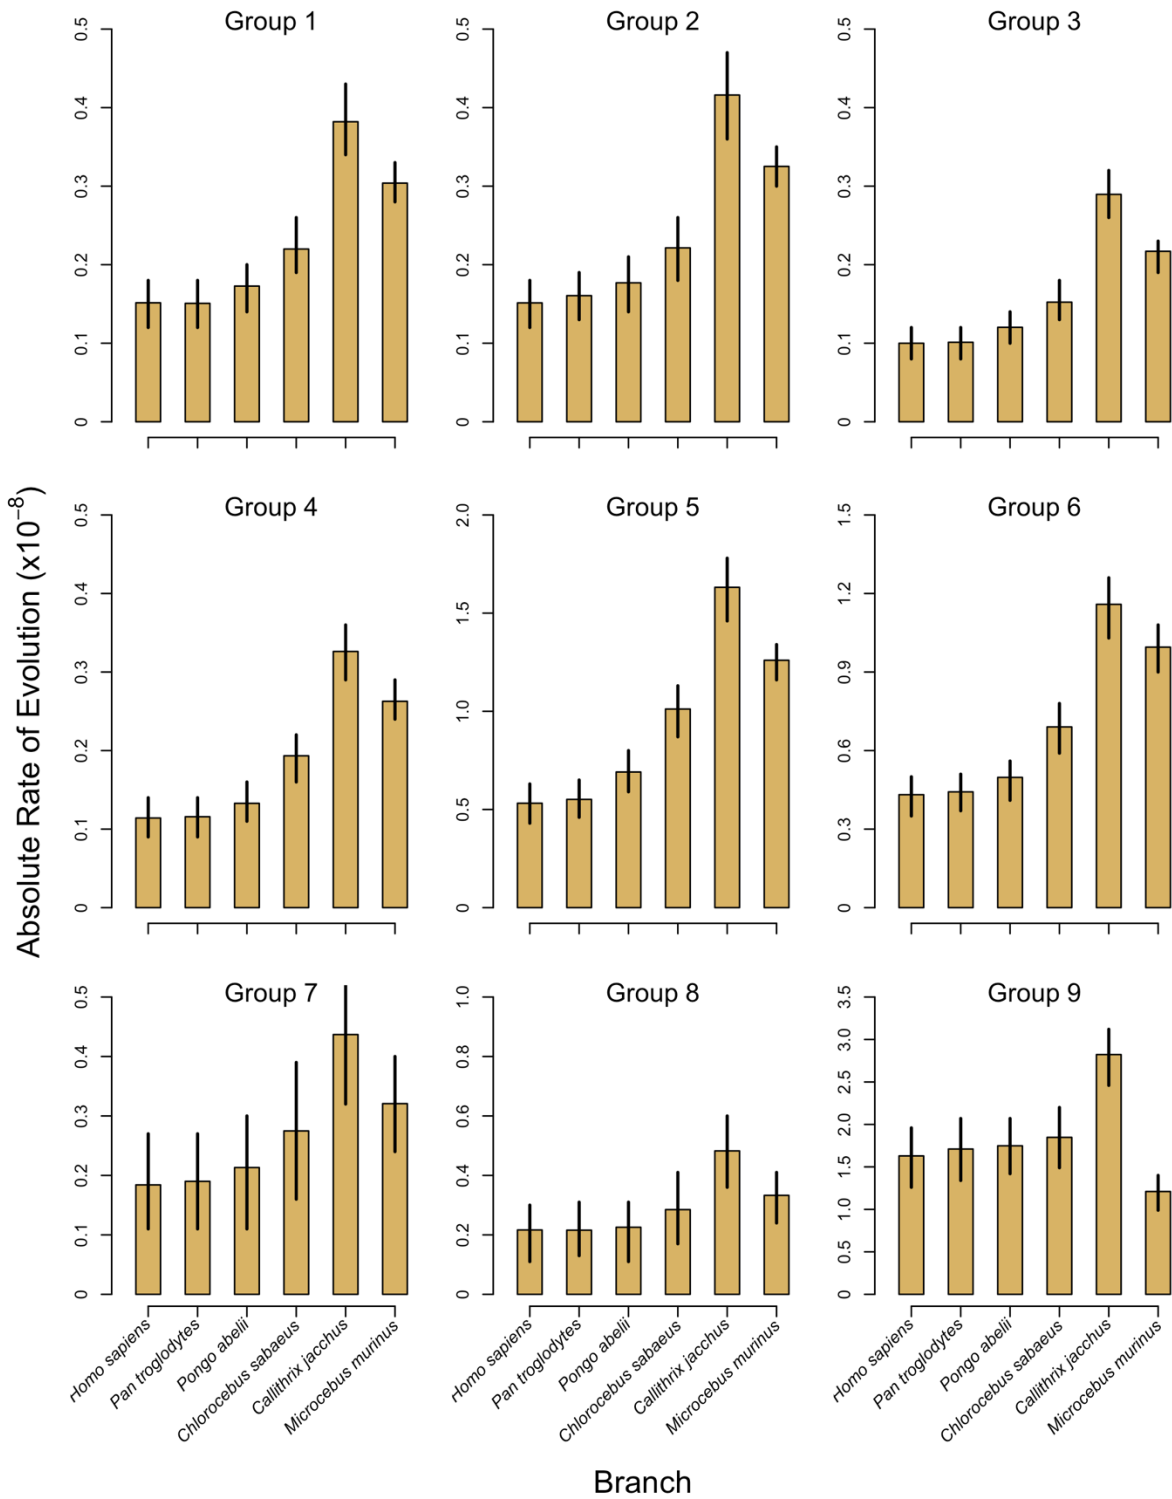 Group 1
0.5
0.4
0.3
0.2
0.1
0
Group 2
0.5
0.4
0.3
0.2
0.1
0
Group 3
0.5
0.4
0.3
0.2
0.1
0
Absolute Rate of Evolution (x10⁻⁸)
Group 4
0.5
0.4
0.3
0.2
0.1
0
Group 5
2.0
1.5
1.0
0.5
0
Group 6
1.5
1.2
0.9
0.6
0.3
0
Group 7
0.5
0.4
0.3
0.2
0.1
0
Group 8
1.0
0.8
0.6
0.4
0.2
0
Group 9
3.5
3.0
2.5
2.0
1.5
1.0
0.5
0
Homo sapiens
Pan troglodytes
Pongo abelii
Chlorocebus sabaeus
Callithrix jacchus
Microcebus murinus
Homo sapiens
Pan troglodytes
Pongo abelii
Chlorocebus sabaeus
Callithrix jacchus
Microcebus murinus
Homo sapiens
Pan troglodytes
Pongo abelii
Chlorocebus sabaeus
Callithrix jacchus
Microcebus murinus
Branch